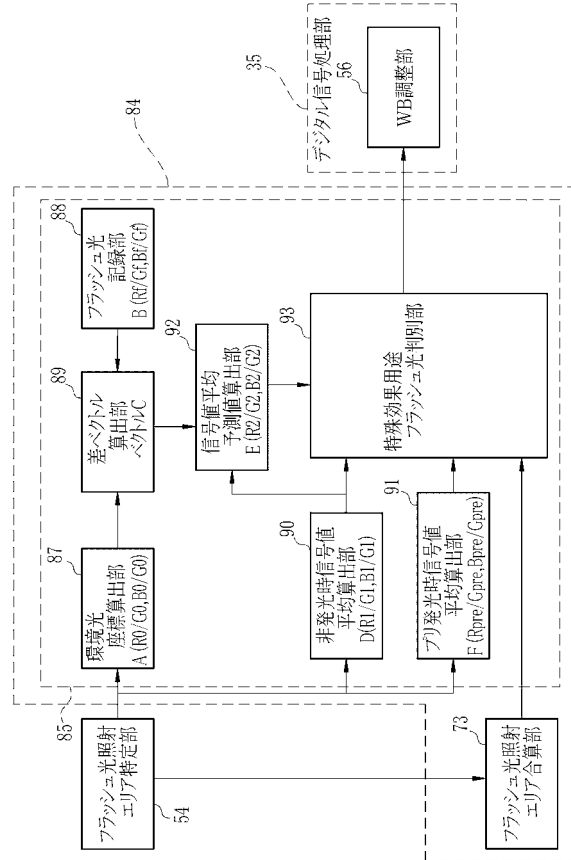 84
85
フラッシュ光照射
エリア特定部
54
87
環境光
座標算出部
A (R0/G0,B0/G0)
89
差ベクトル
算出部
ベクトルC
88
フラッシュ光
記録部
B (Rf/Gf,Bf/Gf)
92
信号値平均
予測値算出部
E (R2/G2,B2/G2)
90
非発光時信号値
平均算出部
D(R1/G1,B1/G1)
91
プリ発光時信号値
平均算出部
F (Rpre/Gpre,Bpre/Gpre)
93
特殊効果用途
フラッシュ光判別部
73
フラッシュ光照射
エリア合算部
35
デジタル信号処理部
56
WB調整部